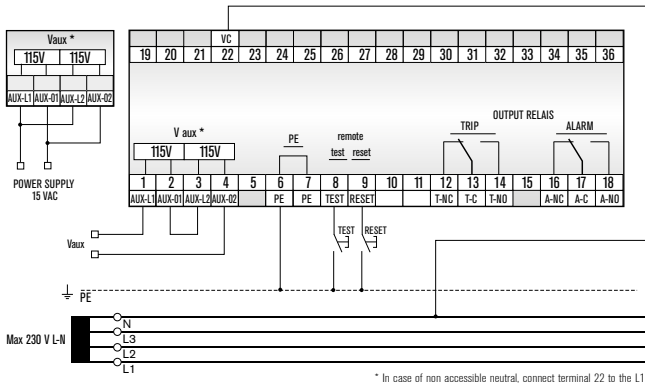 VC
Vaux *
115V 115V
AUX-L1 AUX-01 AUX-L2 AUX-02
POWER SUPPLY
15 VAC
19 20 21 22 23 24 25 26 27 28 29 30 31 32 33 34 35 36
OUTPUT RELAIS
V aux *
115V 115V
PE
remote
test reset
TRIP
ALARM
1 2 3 4 5 6 7 8 9 10 11 12 13 14 15 16 17 18
AUX-L1 AUX-01 AUX-L2 AUX-02 PE PE TEST RESET T-NC T-C T-NO A-NC A-C A-NO
TEST RESET
Vaux
PE
Max 230 V L-N
N
L3
L2
L1
* In case of non accessible neutral, connect terminal 22 to the L1